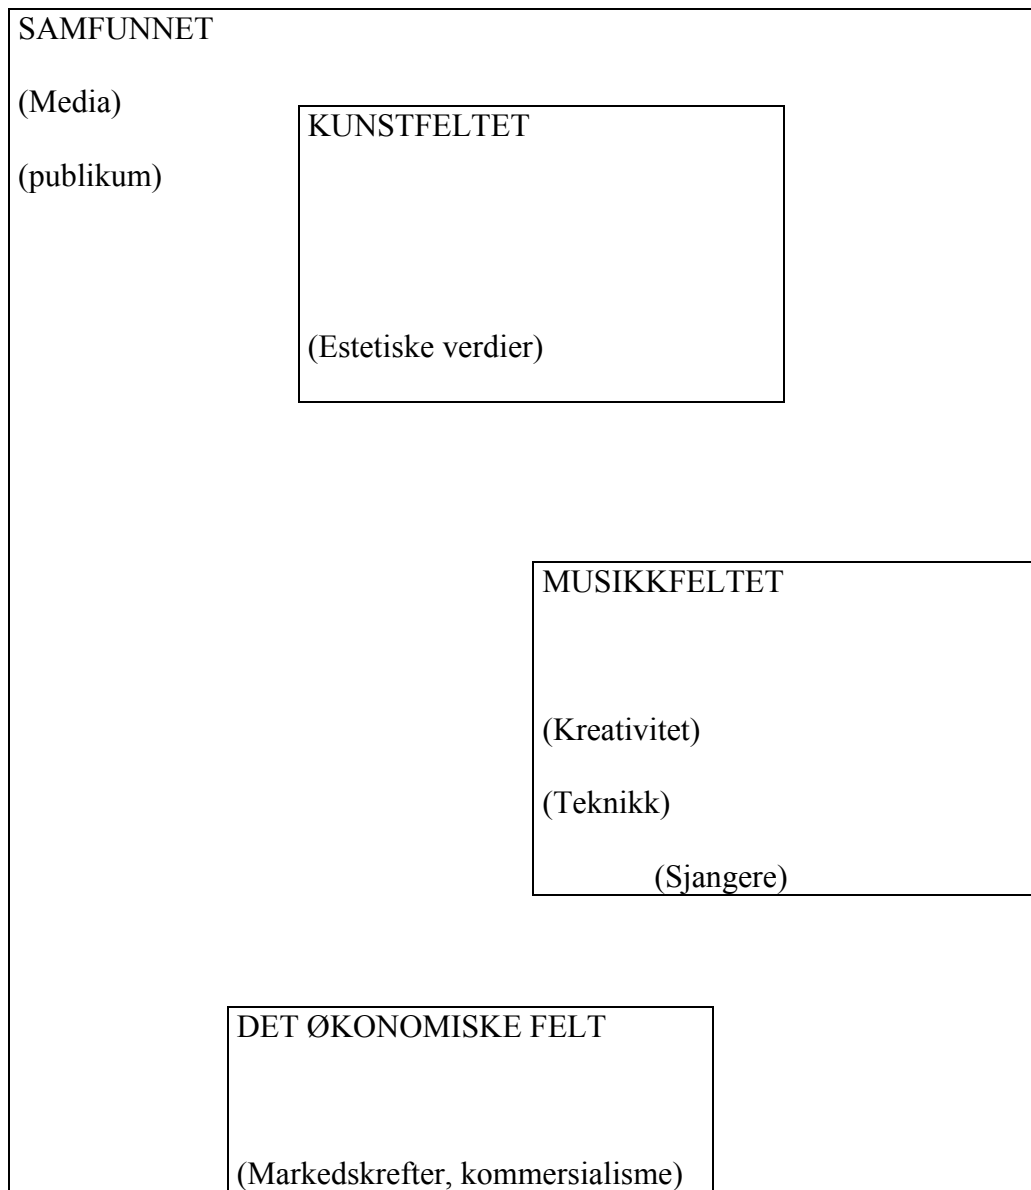 SAMFUNNET
(Media)
(publikum)
KUNSTFELTET
(Estetiske verdier)
MUSIKKFELTET
(Kreativitet)
(Teknikk)
(Sjangere)
DET ØKONOMISKE FELT
(Markedskrefter, kommersialisme)